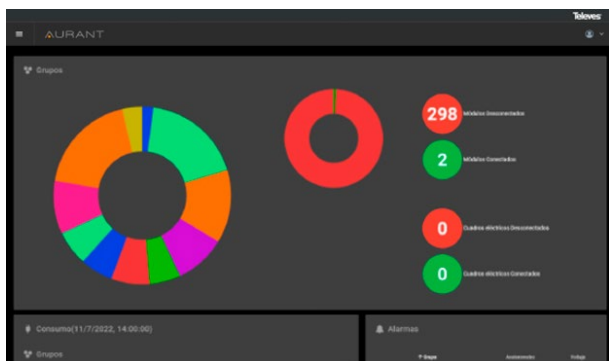 Televes
AURANT
Grupos
298 Módulos Desconectados
2 Módulos Conectados
0 Cuadros eléctricos Desconectados
0 Cuadros eléctricos Conectados
Consumo(11/7/2022, 14:00:00)
Alarmas
Grupos
Grupo